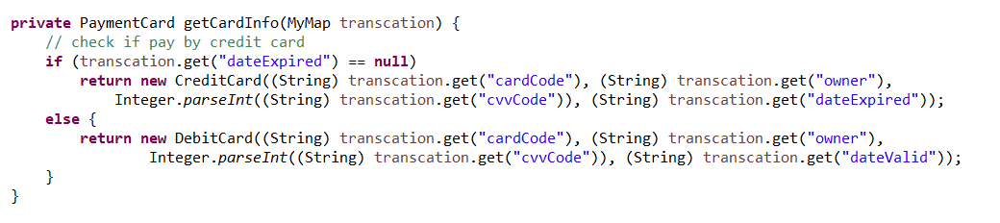 private PaymentCard getCardInfo(MyMap transcation) {
    // check if pay by credit card
    if (transcation.get("dateExpired") == null)
        return new CreditCard((String) transcation.get("cardCode"), (String) transcation.get("owner"),
            Integer.parseInt((String) transcation.get("cvvCode")), (String) transcation.get("dateExpired"));
    else {
        return new DebitCard((String) transcation.get("cardCode"), (String) transcation.get("owner"),
                Integer.parseInt((String) transcation.get("cvvCode")), (String) transcation.get("dateValid"));
    }
}